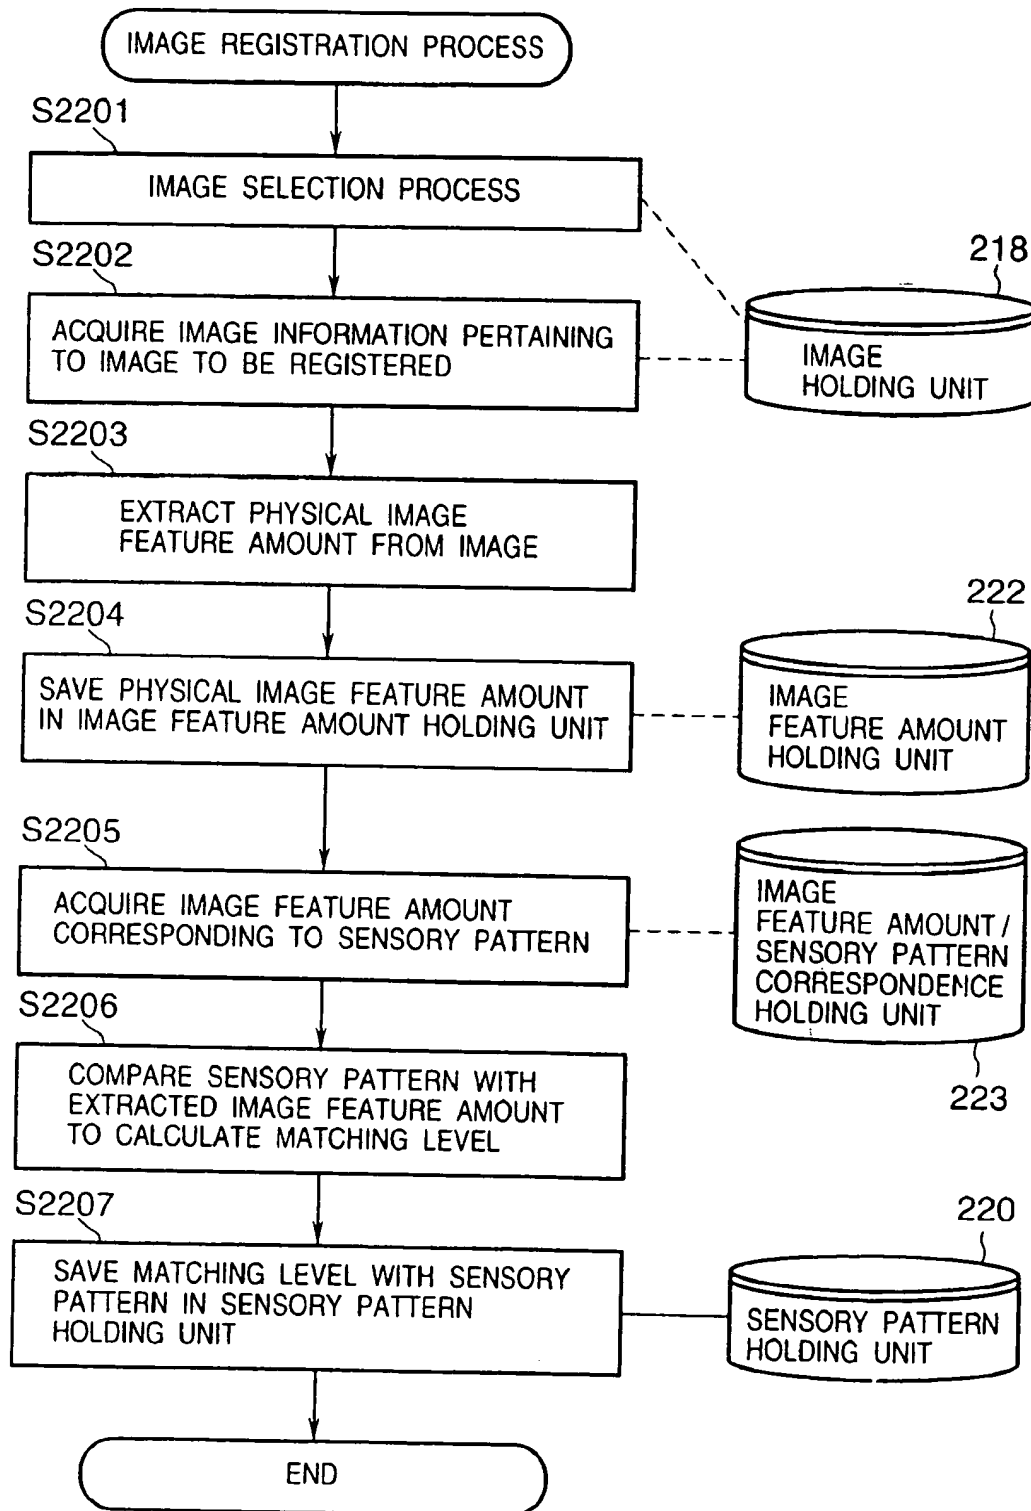 IMAGE REGISTRATION PROCESS
S2201
IMAGE SELECTION PROCESS
S2202
ACQUIRE IMAGE INFORMATION PERTAINING
TO IMAGE TO BE REGISTERED
218
IMAGE
HOLDING UNIT
S2203
EXTRACT PHYSICAL IMAGE
FEATURE AMOUNT FROM IMAGE
S2204
SAVE PHYSICAL IMAGE FEATURE AMOUNT
IN IMAGE FEATURE AMOUNT HOLDING UNIT
222
IMAGE
FEATURE AMOUNT
HOLDING UNIT
S2205
ACQUIRE IMAGE FEATURE AMOUNT
CORRESPONDING TO SENSORY PATTERN
IMAGE
FEATURE AMOUNT /
SENSORY PATTERN
CORRESPONDENCE
HOLDING UNIT
223
S2206
COMPARE SENSORY PATTERN WITH
EXTRACTED IMAGE FEATURE AMOUNT
TO CALCULATE MATCHING LEVEL
S2207
SAVE MATCHING LEVEL WITH SENSORY
PATTERN IN SENSORY PATTERN
HOLDING UNIT
220
SENSORY PATTERN
HOLDING UNIT
END